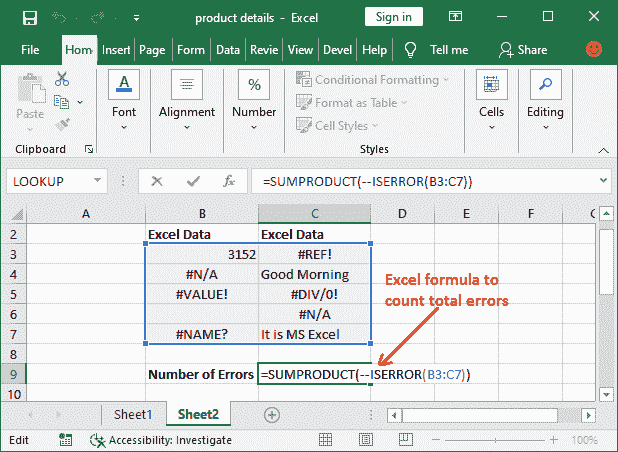 product details - Excel
Sign in
File Hom Insert Page Form Data Revie View Devel Help Tell me Share
Paste
Clipboard
Font
Alignment
%
Number
Conditional Formatting
Format as Table
Cell Styles
Styles
Cells
Editing
LOOKUP fx =SUMPRODUCT(--ISERROR(B3:C7))
A B C D E F G
2 Excel Data Excel Data
3 3152 #REF!
4 #N/A Good Morning
5 #VALUE! #DIV/0!
6 #N/A
7 #NAME? It is MS Excel
8
9 Number of Errors =SUMPRODUCT(--ISERROR(B3:C7))
10
Excel formula to
count total errors
Sheet1 Sheet2
Edit Accessibility: Investigate 100%